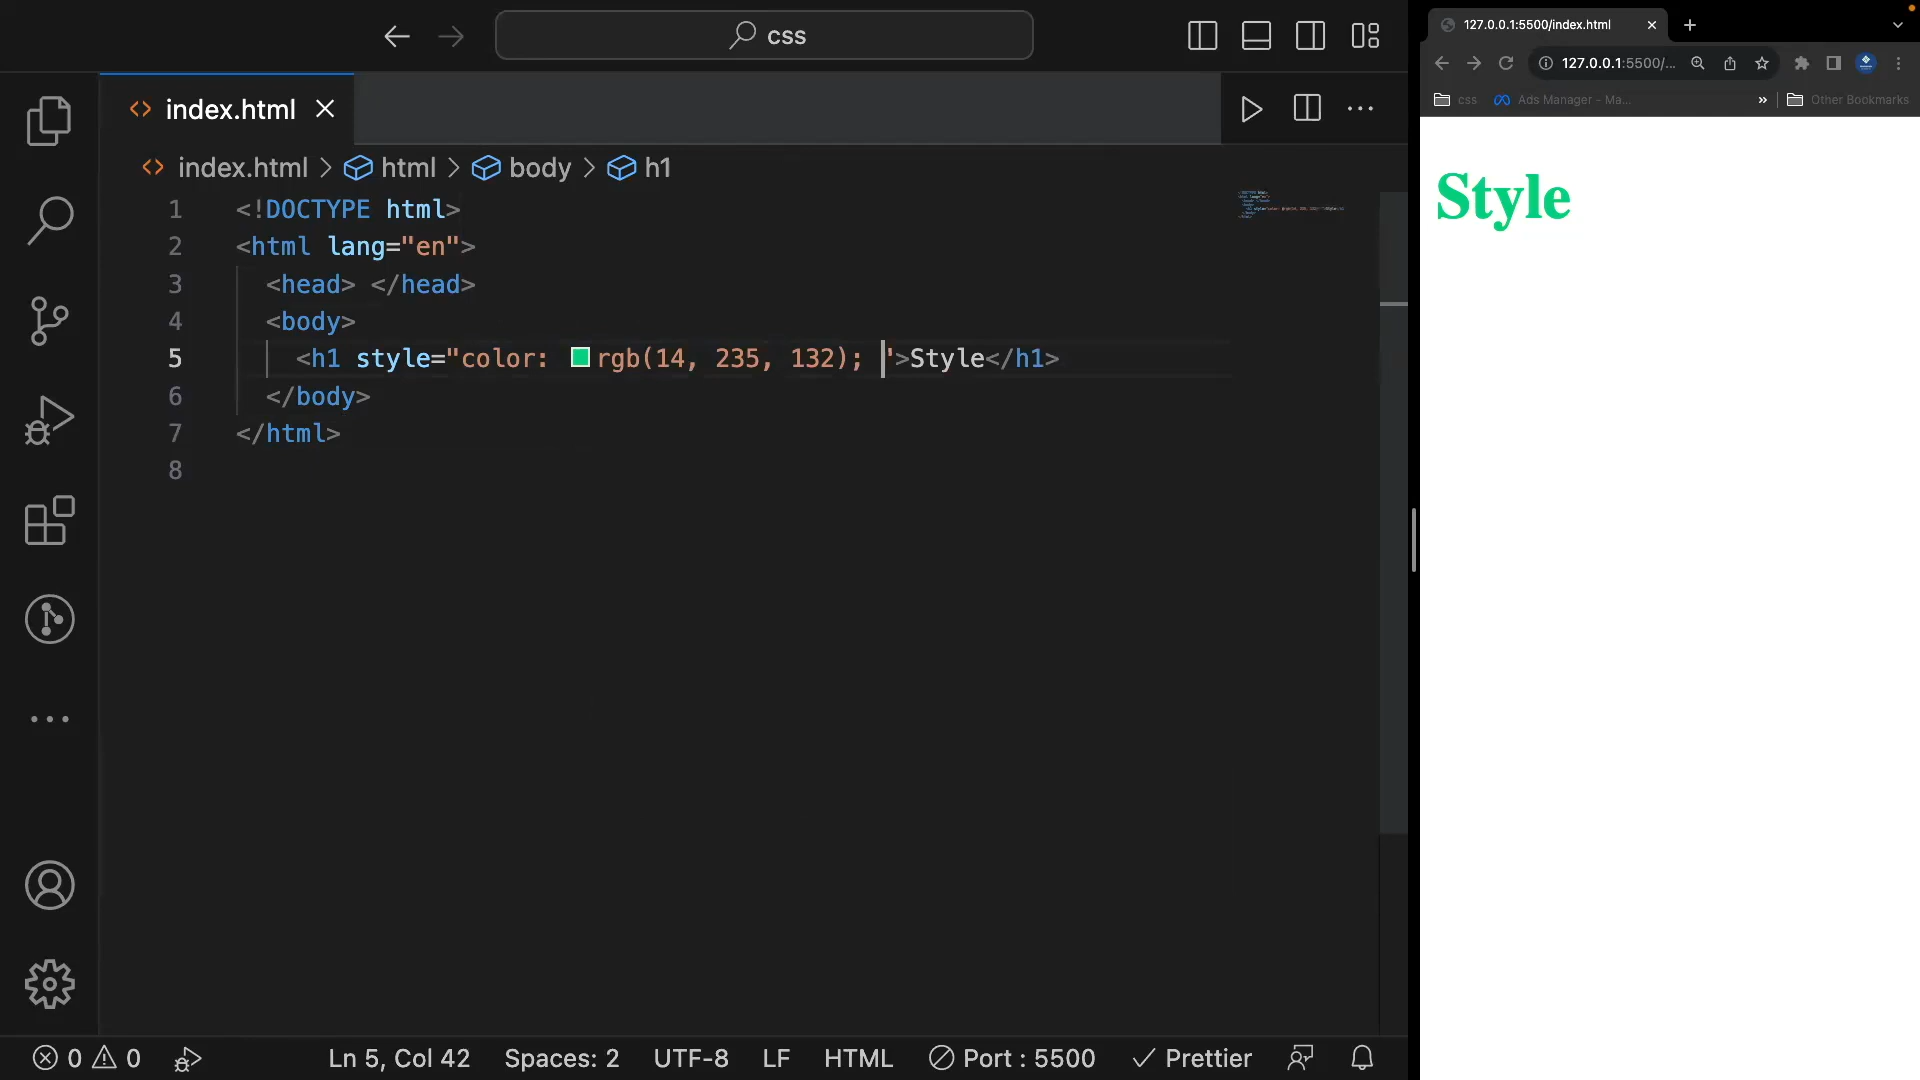 css
127.0.0.1:5500/index.html
127.0.0.1:5500/...
css
Ads Manager - Ma...
Other Bookmarks
index.html
index.html > html > body > h1
1 <!DOCTYPE html>
2 <html lang="en">
3 <head> </head>
4 <body>
5 <h1 style="color: rgb(14, 235, 132); ">Style</h1>
6 </body>
7 </html>
8
Style
0 0
Ln 5, Col 42
Spaces: 2
UTF-8
LF
HTML
Port : 5500
Prettier